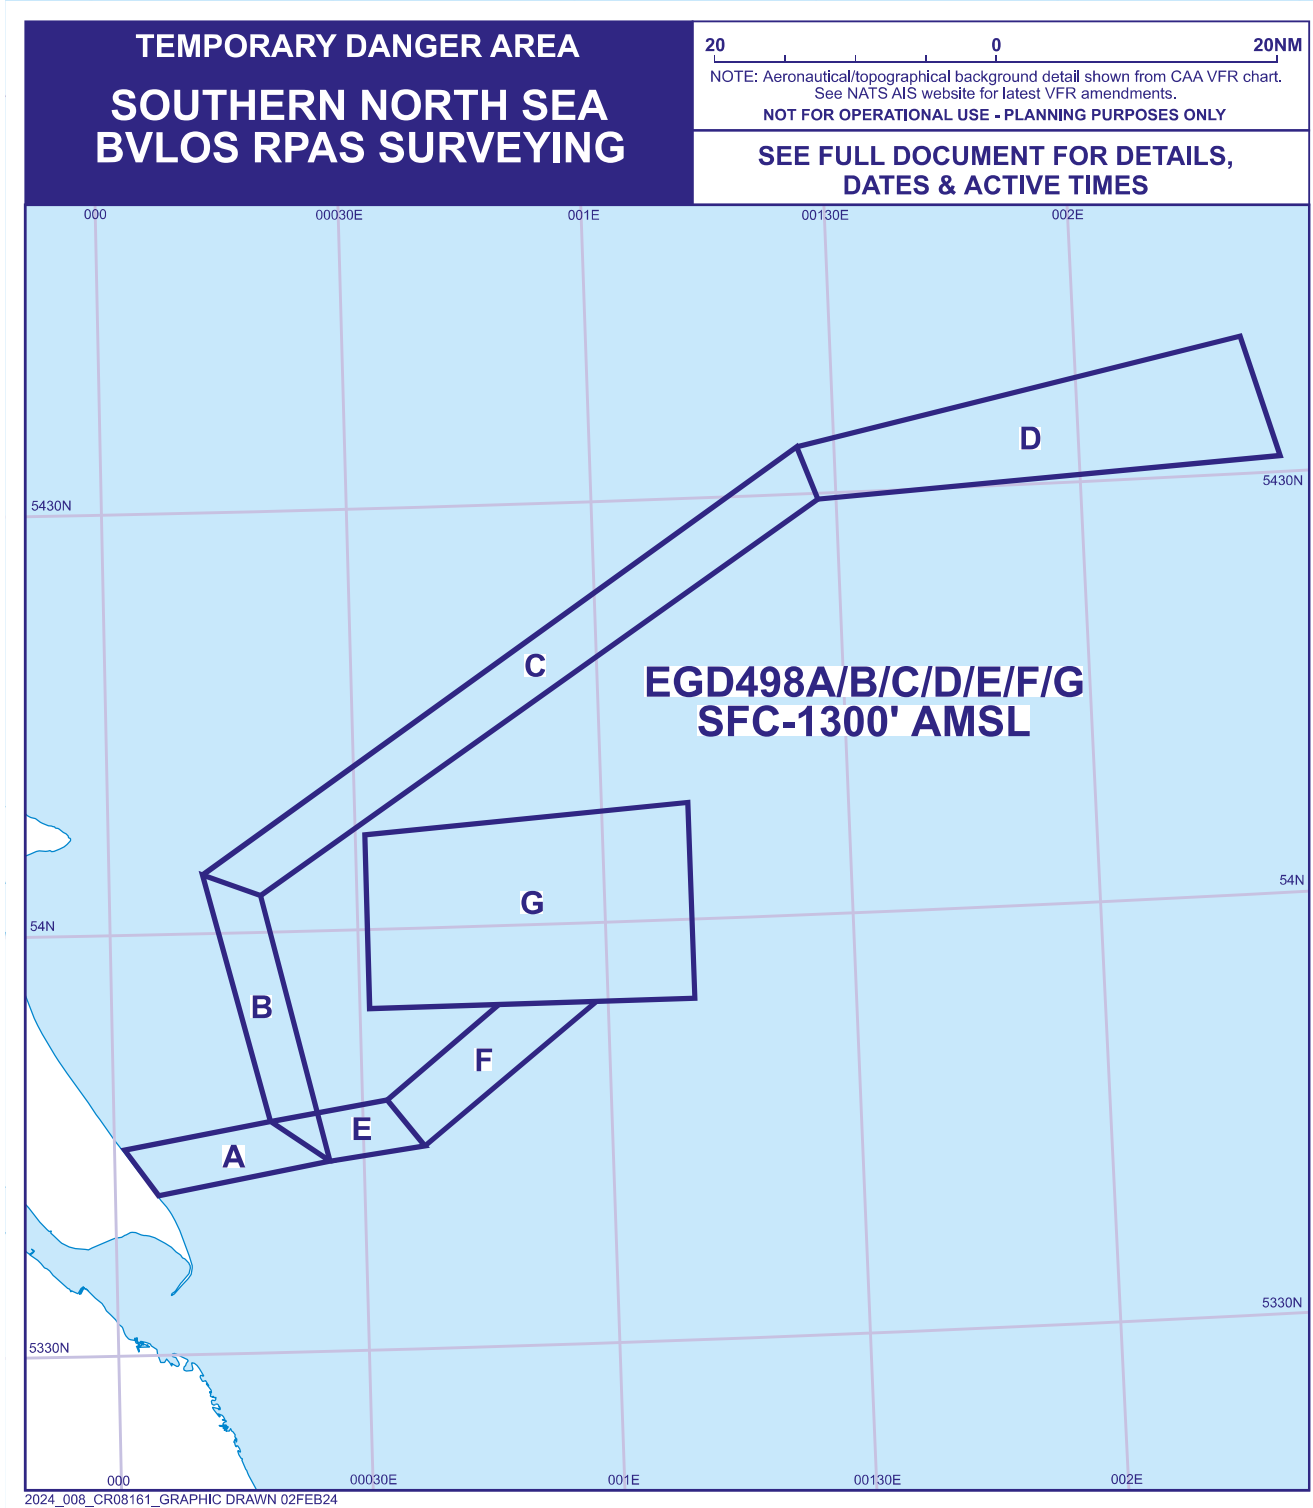 TEMPORARY DANGER AREA
SOUTHERN NORTH SEA
BVLOS RPAS SURVEYING
20 0 20NM
NOTE: Aeronautical/topographical background detail shown from CAA VFR chart.
See NATS AIS website for latest VFR amendments.
NOT FOR OPERATIONAL USE - PLANNING PURPOSES ONLY
SEE FULL DOCUMENT FOR DETAILS,
DATES & ACTIVE TIMES
000 00030E 001E 00130E 002E
D
5430N
5430N
C
EGD498A/B/C/D/E/F/G
SFC-1300' AMSL
54N
G
54N
B
F
E
A
5330N
5330N
000 00030E 001E 00130E 002E
2024_008_CR08161_GRAPHIC DRAWN 02FEB24